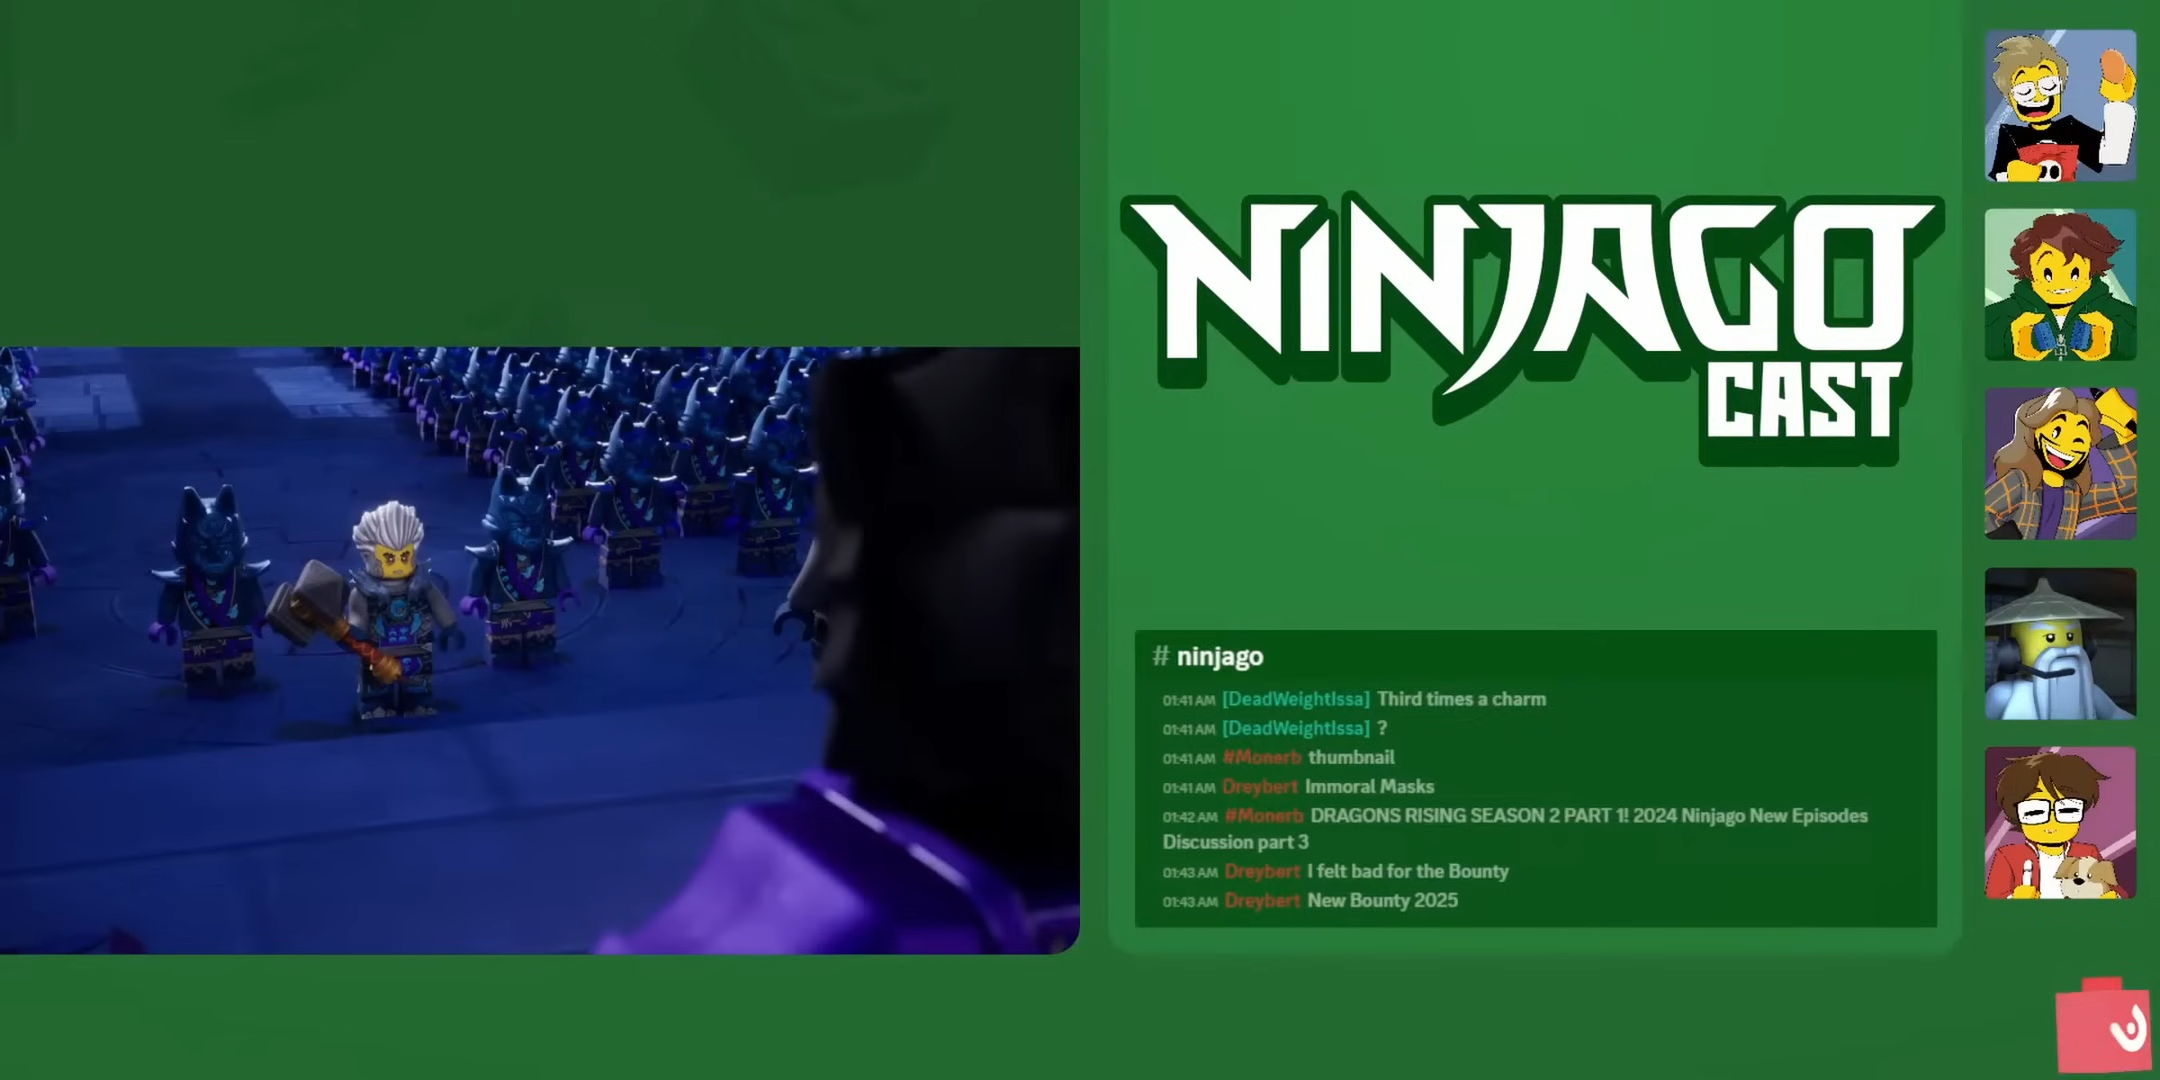 NINJAGO
CAST
# ninjago
01:41 AM [DeadWeightIssa] Third times a charm
01:41 AM [DeadWeightIssa] ?
01:41 AM #Monerb thumbnail
01:41 AM Dreybert Immoral Masks
01:42 AM #Monerb DRAGONS RISING SEASON 2 PART 1! 2024 Ninjago New Episodes
Discussion part 3
01:43 AM Dreybert I felt bad for the Bounty
01:43 AM Dreybert New Bounty 2025